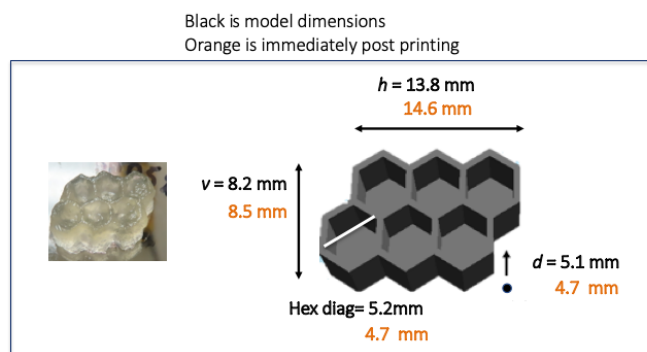 Black is model dimensions
Orange is immediately post printing
h = 13.8 mm
14.6 mm
v = 8.2 mm
8.5 mm
d = 5.1 mm
4.7 mm
Hex diag= 5.2mm
4.7 mm